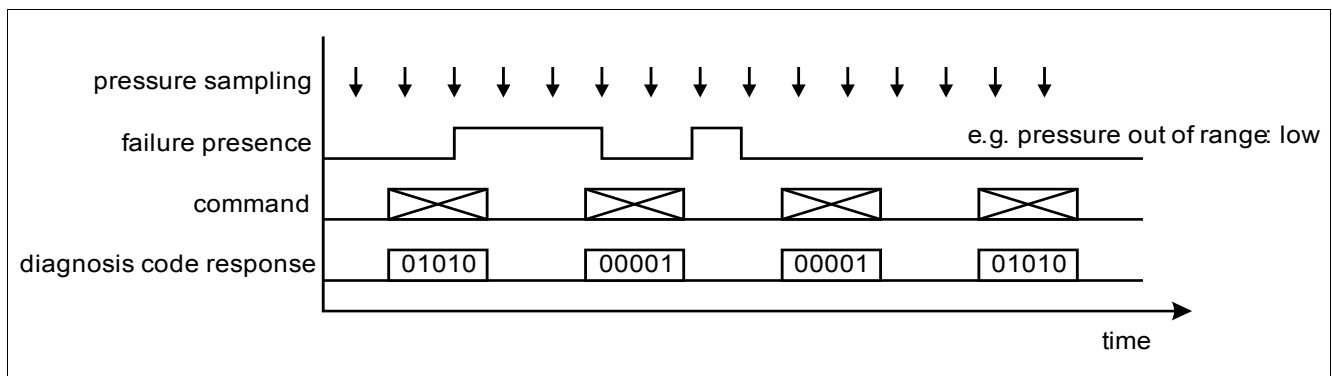 pressure sampling
failure presence
e.g. pressure out of range: low
command
diagnosis code response
01010
00001
00001
01010
time